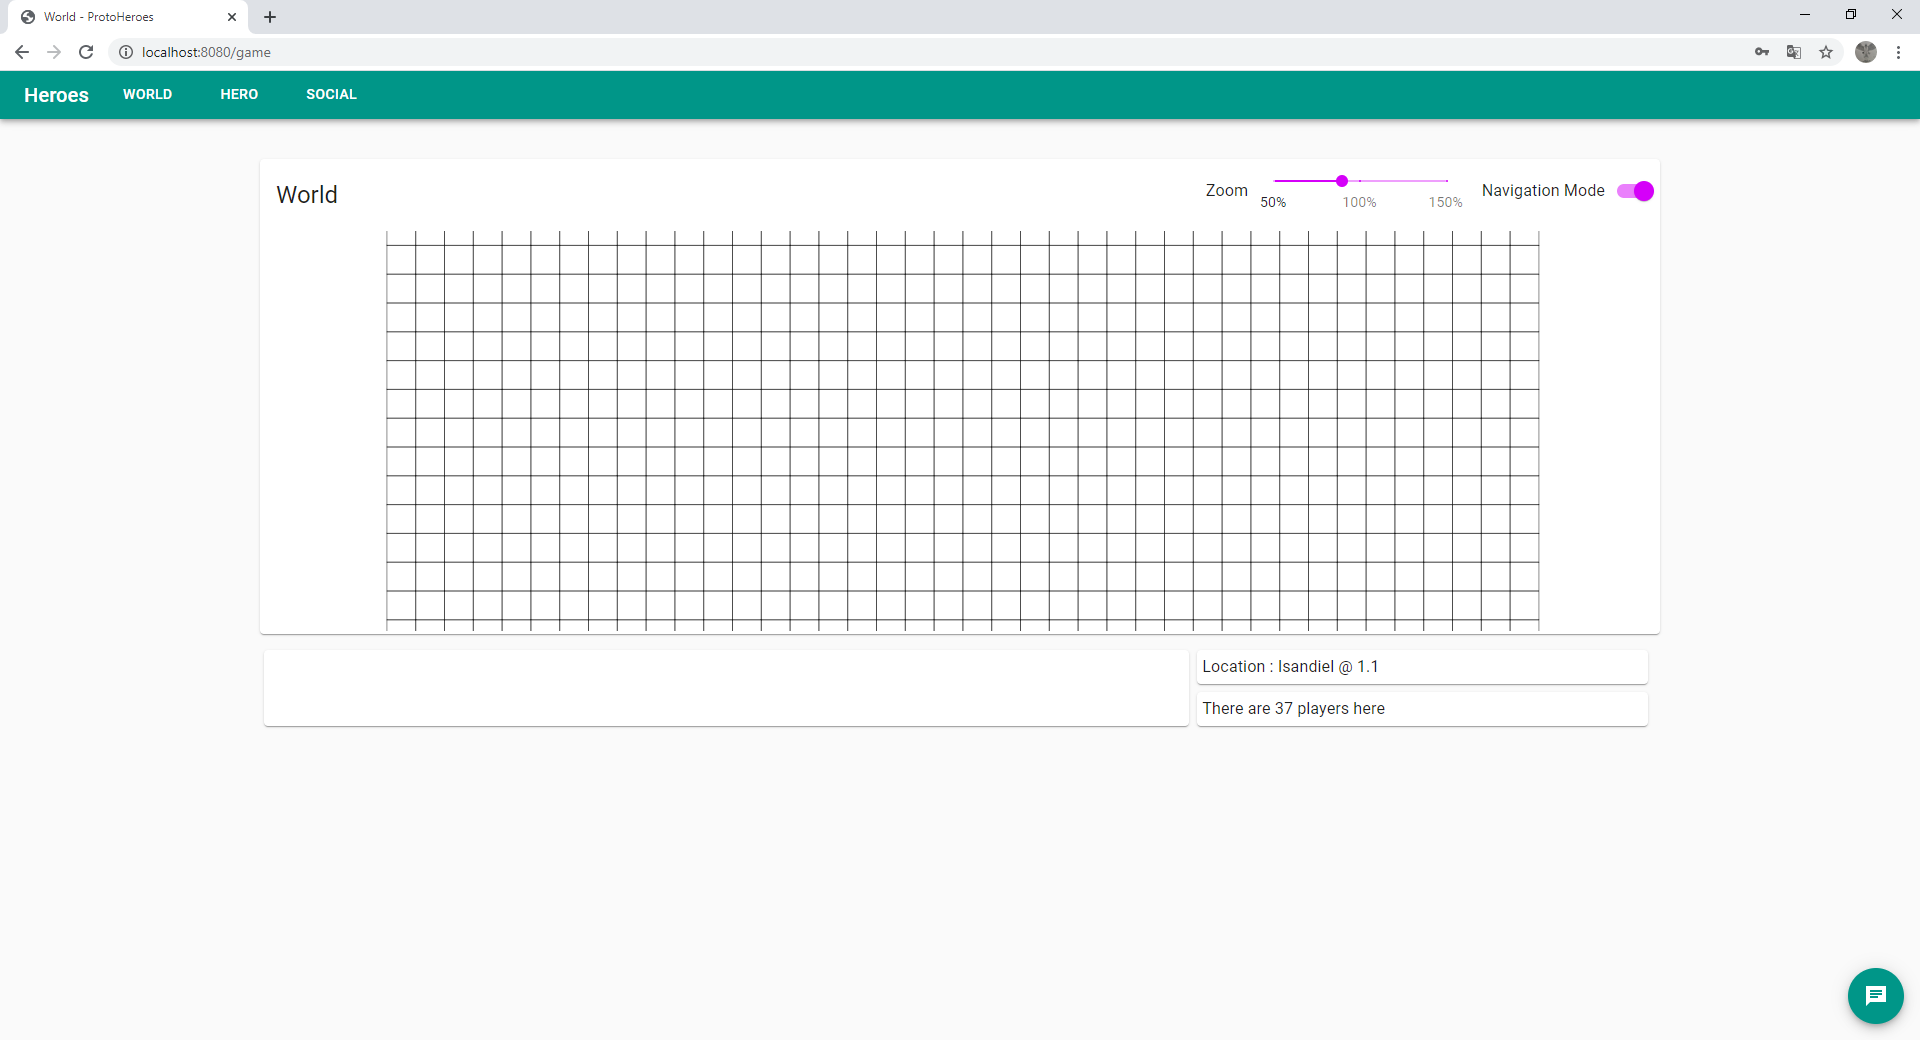 World - ProtoHeroes
localhost:8080/game
Heroes WORLD HERO SOCIAL
World Zoom 50% 100% 150% Navigation Mode
Location : Isandiel @ 1.1
There are 37 players here